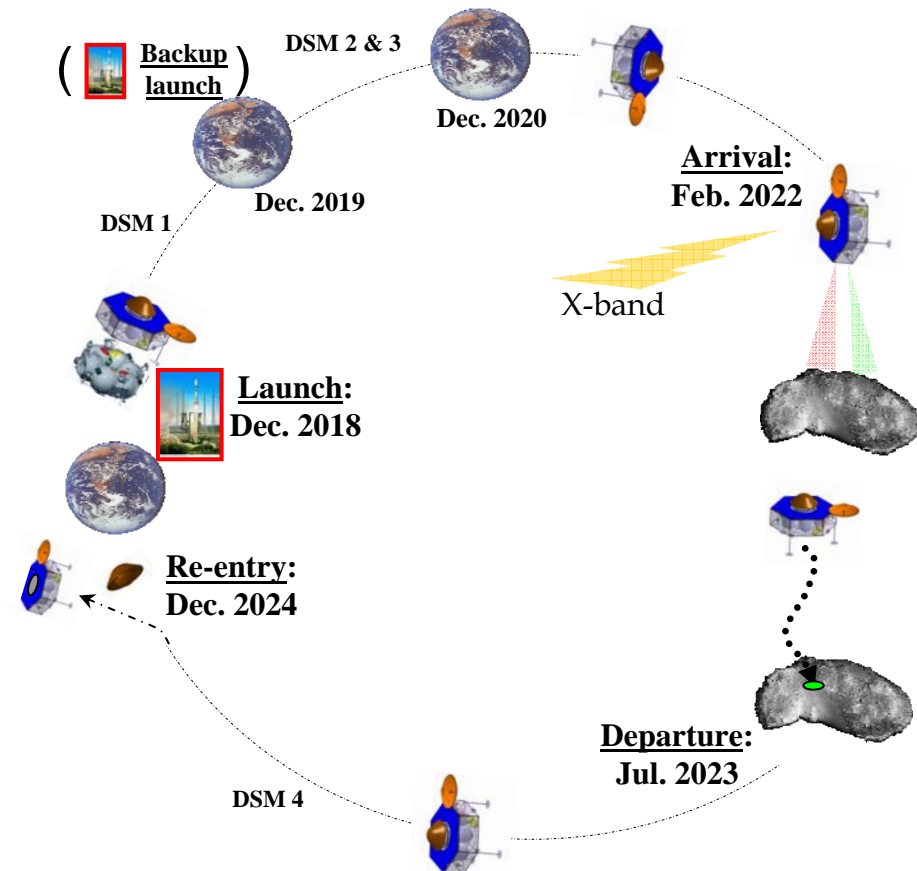 ( Backup )
launch
DSM 2 & 3
Dec. 2020
Dec. 2019
DSM 1
Arrival:
Feb. 2022
X-band
Launch:
Dec. 2018
Re-entry:
Dec. 2024
Departure:
Jul. 2023
DSM 4